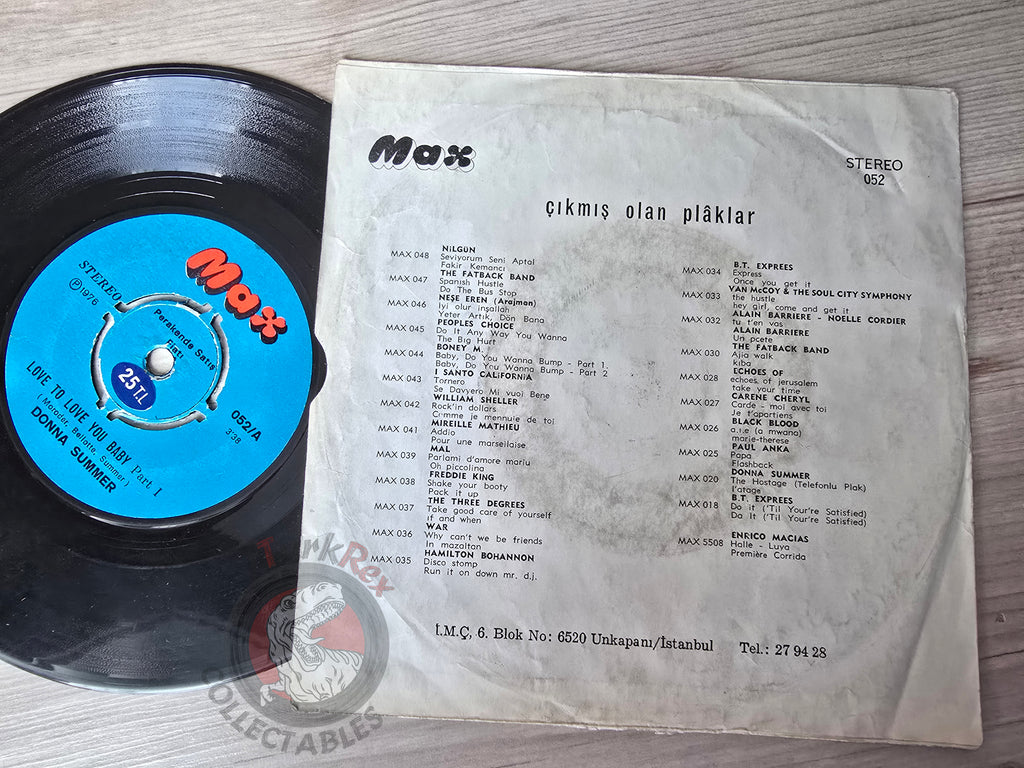 Max
STEREO
Ⓟ1976
Perakende Satış
Fiatı
25 T.L
052/A
3'38
LOVE TO LOVE YOU BABY Part I
( Moroder, Bellotte, Summer )
DONNA SUMMER
Max
STEREO
052
çıkmış olan plâklar
MAX 048 NİLGÜN
Seviyorum Seni Aptal
Fakir Kemancı
MAX 047 THE FATBACK BAND
Spanish Hustle
Do The Bus Stop
MAX 046 NEŞE EREN (Arajman)
İyi olur inşallah
Yeter Artık, Dön Bana
MAX 045 PEOPLES CHOICE
Do It Any Way You Wanna
The Big Hurt
MAX 044 BONEY M.
Baby, Do You Wanna Bump - Part 1.
Baby, Do You Wanna Bump - Part 2
MAX 043 I SANTO CALIFORNIA
Tornero
Se Davvero Mi vuoi Bene
MAX 042 WILLIAM SHELLER
Rock'in dollars
Comme je mennuie de toi
MAX 041 MIREILLE MATHIEU
Addio
Pour une marseilaise
MAX 039 MAL
Parlami d'amore mariu
Oh piccolina
MAX 038 FREDDIE KING
Shake your booty
Pack it up
MAX 037 THE THREE DEGREES
Take good care of yourself
If and when
MAX 036 WAR
Why can't we be friends
In mazaltan
MAX 035 HAMILTON BOHANNON
Disco stomp
Run it on down mr. d.j.
MAX 034 B.T. EXPREES
Express
Once you get it
MAX 033 VAN McCOY & THE SOUL CITY SYMPHONY
the hustle
hey girl, come and get it
MAX 032 ALAIN BARRIERE - NOELLE CORDIER
tu t'en vas
ALAIN BARRIERE
Un pcete
MAX 030 THE FATBACK BAND
Ajia walk
kiba
MAX 028 ECHOES OF
echoes of jerusalem
take your time
MAX 027 CARENE CHERYL
Garde - moi avec toi
Je t'apartiens
MAX 026 BLACK BLOOD
a.i.e (a mwana)
marie-therese
MAX 025 PAUL ANKA
Papa
Flashback
MAX 020 DONNA SUMMER
The Hostage (Telefonlu Plak)
l'atage
MAX 018 B.T. EXPREES
Do it ('Til Your're Satisfied)
Da It ('Til Your're Satisfied)
MAX 5508 ENRICO MACIAS
Halle - Luya
Première Corrida
İ.M.Ç, 6. Blok No: 6520 Unkapanı/İstanbul Tel.: 27 94 28
TurkRex
COLLECTABLES